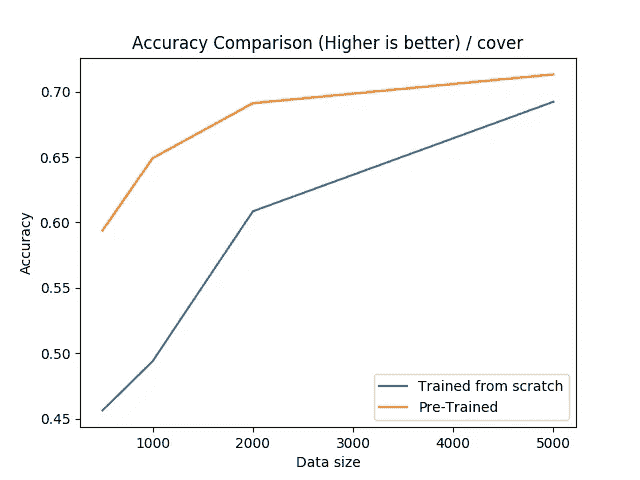 Accuracy Comparison (Higher is better) / cover
0.70
0.65
0.60
0.55
0.50
0.45
Accuracy
Trained from scratch
Pre-Trained
1000 2000 3000 4000 5000
Data size